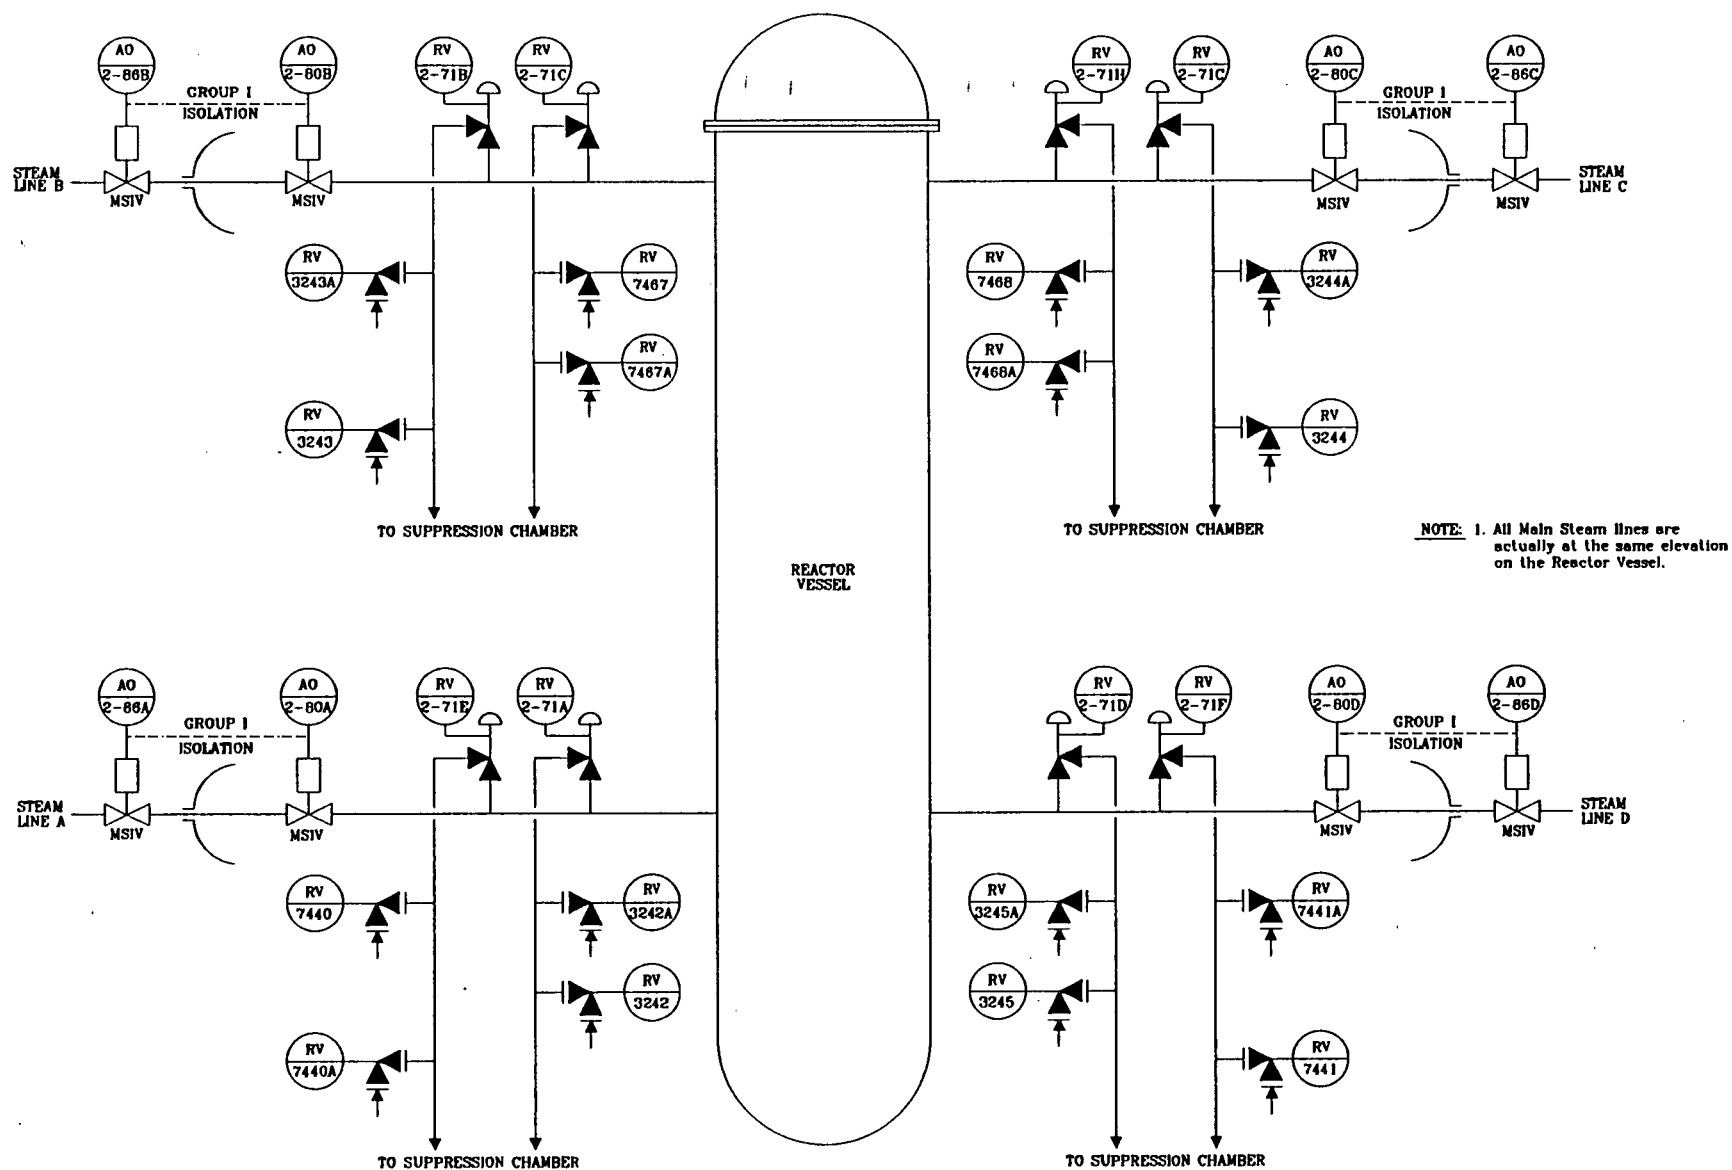 AO
2-86B
AO
2-80B
RV
2-71B
RV
2-71C
RV
2-71H
RV
2-71C
AO
2-80C
AO
2-86C
GROUP I
ISOLATION
GROUP I
ISOLATION
STEAM
LINE B
MSIV
MSIV
MSIV
MSIV
STEAM
LINE C
RV
3243A
RV
7467
RV
7468
RV
3244A
RV
7467A
RV
7468A
RV
3243
RV
3244
TO SUPPRESSION CHAMBER
TO SUPPRESSION CHAMBER
NOTE: 1. All Main Steam lines are
actually at the same elevation
on the Reactor Vessel.
REACTOR
VESSEL
AO
2-86A
AO
2-80A
RV
2-71E
RV
2-71A
RV
2-71D
RV
2-71F
AO
2-80D
AO
2-86D
GROUP I
ISOLATION
GROUP I
ISOLATION
STEAM
LINE A
MSIV
MSIV
MSIV
MSIV
STEAM
LINE D
RV
7440
RV
3242A
RV
3245A
RV
7441A
RV
3242
RV
3245
RV
7440A
RV
7441
TO SUPPRESSION CHAMBER
TO SUPPRESSION CHAMBER